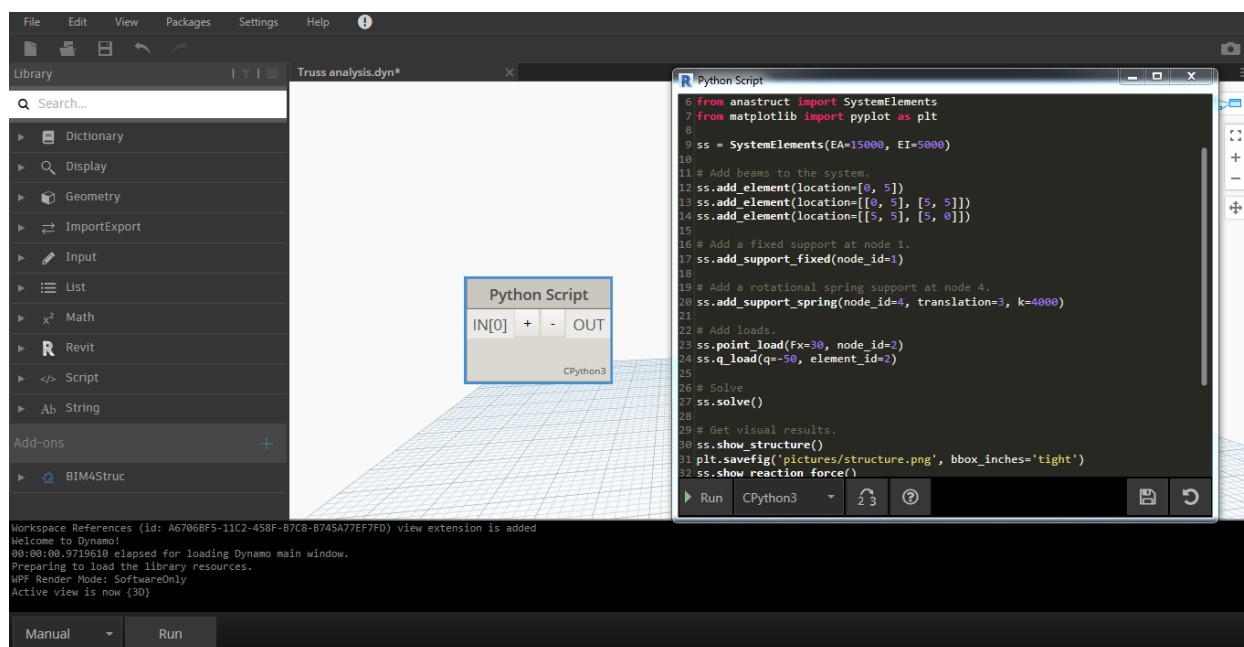 File Edit View Packages Settings Help
Library
Truss analysis.dyn*
Search...
Dictionary
Display
Geometry
ImportExport
Input
List
Math
Revit
Script
String
Add-ons
BIM4Struc
Python Script
IN[0] + - OUT
CPython3
Python Script
6 from anastruct import SystemElements
7 from matplotlib import pyplot as plt
8
9 ss = SystemElements(EA=15000, EI=5000)
10
11 # Add beams to the system.
12 ss.add_element(location=[0, 5])
13 ss.add_element(location=[[0, 5], [5, 5]])
14 ss.add_element(location=[[5, 5], [5, 0]])
15
16 # Add a fixed support at node 1.
17 ss.add_support_fixed(node_id=1)
18
19 # Add a rotational spring support at node 4.
20 ss.add_support_spring(node_id=4, translation=3, k=4000)
21
22 # Add loads.
23 ss.point_load(Fx=30, node_id=2)
24 ss.q_load(q=-50, element_id=2)
25
26 # Solve
27 ss.solve()
28
29 # Get visual results.
30 ss.show_structure()
31 plt.savefig('pictures/structure.png', bbox_inches='tight')
32 ss.show_reaction_force()
Run CPython3 2 3
Workspace References (id: A6706BF5-11C2-458F-B7C8-B745A77EF7FD) view extension is added
Welcome to Dynamo!
00:00:00.9719610 elapsed for loading Dynamo main window.
Preparing to load the library resources.
WPF Render Mode: SoftwareOnly
Active view is now {3D}
Manual Run